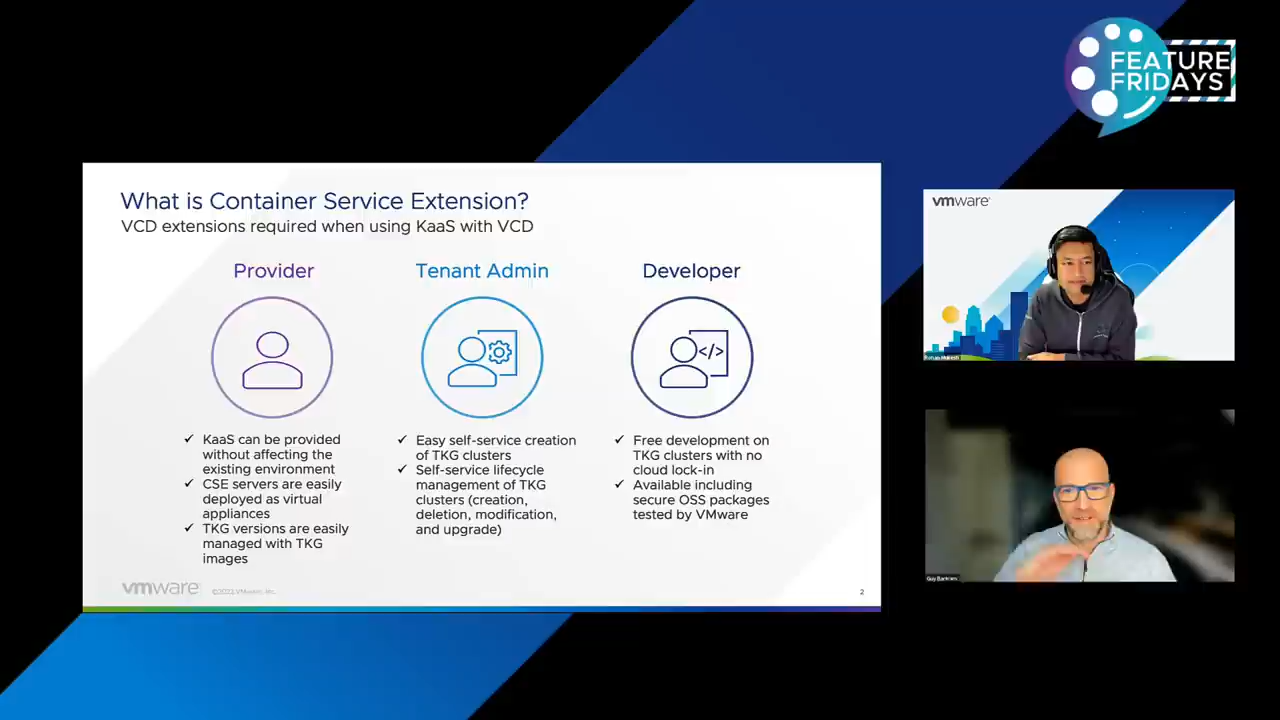 FEATURE
FRIDAYS
What is Container Service Extension?
VCD extensions required when using KaaS with VCD
Provider
✓ KaaS can be provided
without affecting the
existing environment
✓ CSE servers are easily
deployed as virtual
appliances
✓ TKG versions are easily
managed with TKG
images
Tenant Admin
✓ Easy self-service creation
of TKG clusters
✓ Self-service lifecycle
management of TKG
clusters (creation,
deletion, modification,
and upgrade)
Developer
✓ Free development on
TKG clusters with no
cloud lock-in
✓ Available including
secure OSS packages
tested by VMware
vmware
VMware, Inc.
2
vmware
Guy